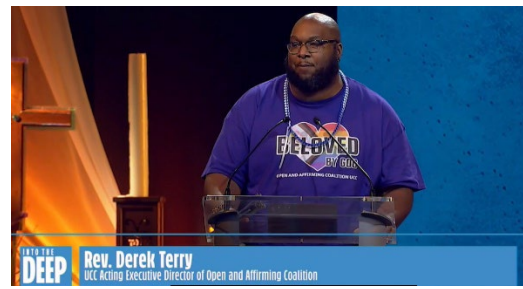 BELOVED
BY GOD
OPEN AND AFFIRMING COALITION UCC
INTO THE
DEEP
Rev. Derek Terry
UCC Acting Executive Director of Open and Affirming Coalition